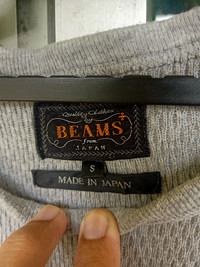 Quality Clothes
by
BEAMS+
from
JAPAN
S
MADE IN JAPAN